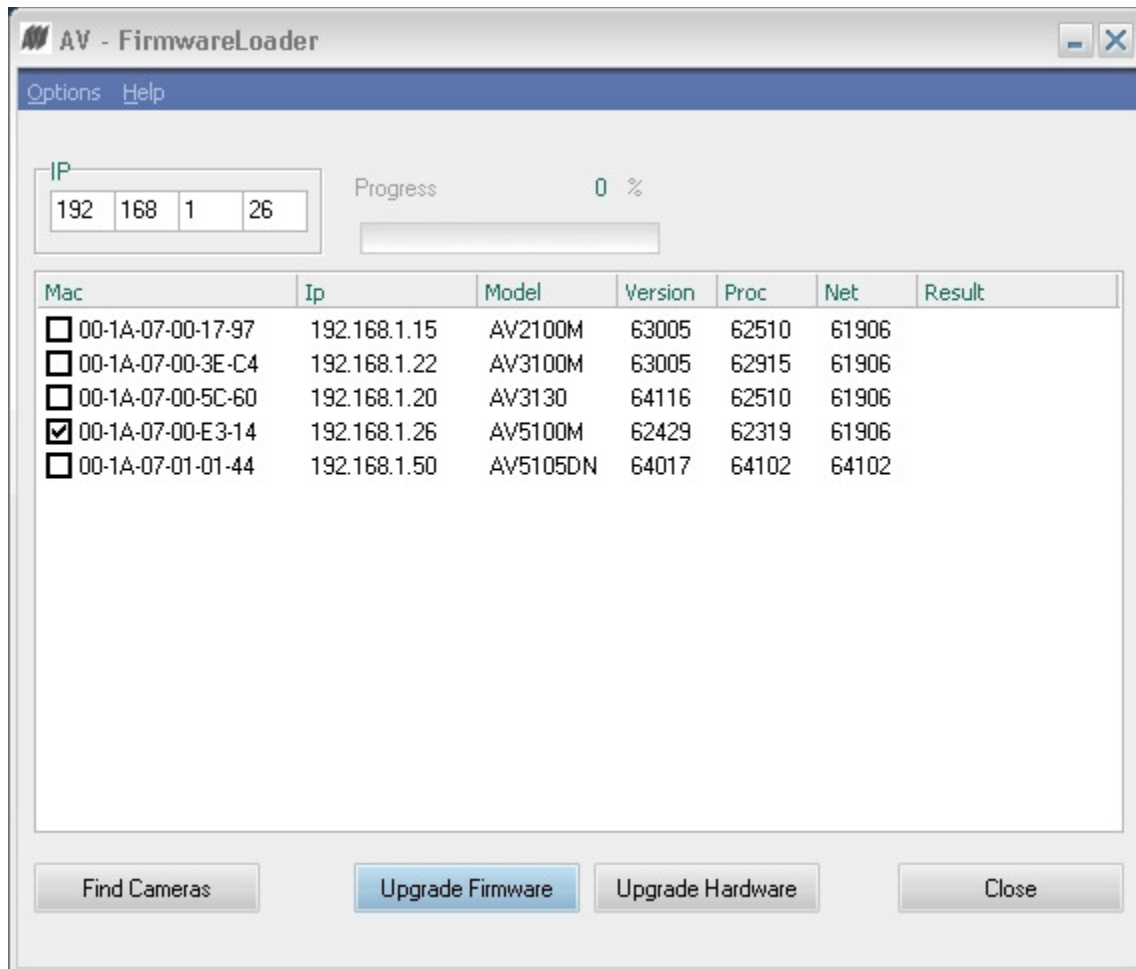 AV - FirmwareLoader
Options Help
IP
192 168 1 26
Progress 0 %
Mac Ip Model Version Proc Net Result
00-1A-07-00-17-97 192.168.1.15 AV2100M 63005 62510 61906
00-1A-07-00-3E-C4 192.168.1.22 AV3100M 63005 62915 61906
00-1A-07-00-5C-60 192.168.1.20 AV3130 64116 62510 61906
00-1A-07-00-E3-14 192.168.1.26 AV5100M 62429 62319 61906
00-1A-07-01-01-44 192.168.1.50 AV5105DN 64017 64102 64102
Find Cameras Upgrade Firmware Upgrade Hardware Close